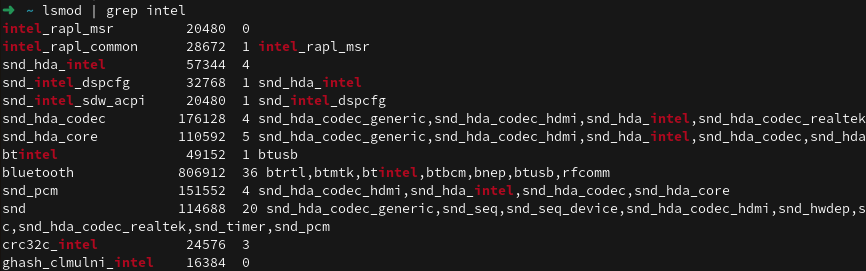 ➜ ~ lsmod | grep intel
intel_rapl_msr 20480 0
intel_rapl_common 28672 1 intel_rapl_msr
snd_hda_intel 57344 4
snd_intel_dspcfg 32768 1 snd_hda_intel
snd_intel_sdw_acpi 20480 1 snd_intel_dspcfg
snd_hda_codec 176128 4 snd_hda_codec_generic,snd_hda_codec_hdmi,snd_hda_intel,snd_hda_codec_realtek
snd_hda_core 110592 5 snd_hda_codec_generic,snd_hda_codec_hdmi,snd_hda_intel,snd_hda_codec,snd_hda
btintel 49152 1 btusb
bluetooth 806912 36 btrtl,btmtk,btintel,btbcm,bnep,btusb,rfcomm
snd_pcm 151552 4 snd_hda_codec_hdmi,snd_hda_intel,snd_hda_codec,snd_hda_core
snd 114688 20 snd_hda_codec_generic,snd_seq,snd_seq_device,snd_hda_codec_hdmi,snd_hwdep,s
c,snd_hda_codec_realtek,snd_timer,snd_pcm
crc32c_intel 24576 3
ghash_clmulni_intel 16384 0